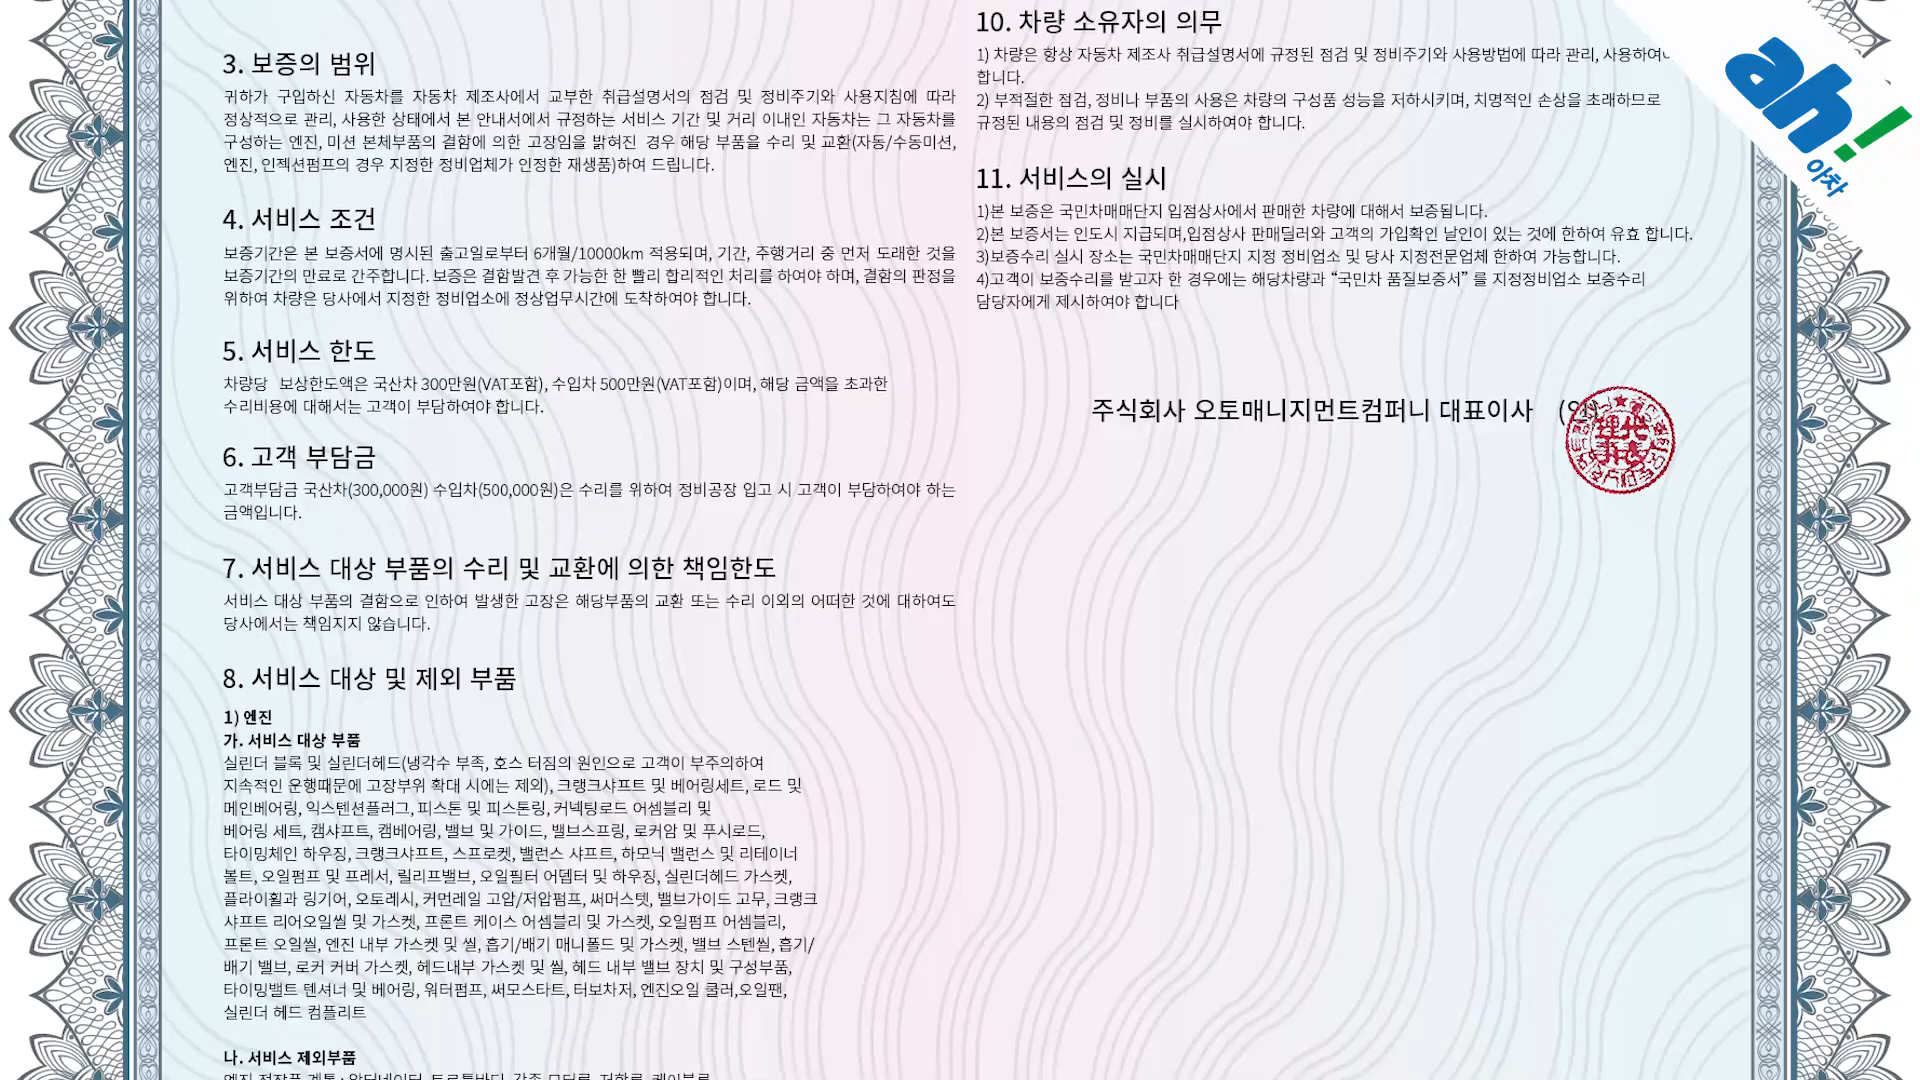 3. 보증의 범위
귀하가 구입하신 자동차를 자동차 제조사에서 교부한 취급설명서의 점검 및 정비주기와 사용지침에 따라
정상적으로 관리, 사용한 상태에서 본 안내서에서 규정하는 서비스 기간 및 거리 이내인 자동차는 그 자동차를
구성하는 엔진, 미션 본체부품의 결함에 의한 고장임을 밝혀진 경우 해당 부품을 수리 및 교환(자동/수동미션,
엔진, 인젝션펌프의 경우 지정한 정비업체가 인정한 재생품)하여 드립니다.
4. 서비스 조건
보증기간은 본 보증서에 명시된 출고일로부터 6개월/10000km 적용되며, 기간, 주행거리 중 먼저 도래한 것을
보증기간의 만료로 간주합니다. 보증은 결함발견 후 가능한 한 빨리 합리적인 처리를 하여야 하며, 결함의 판정을
위하여 차량은 당사에서 지정한 정비업소에 정상업무시간에 도착하여야 합니다.
5. 서비스 한도
차량당 보상한도액은 국산차 300만원(VAT포함), 수입차 500만원(VAT포함)이며, 해당 금액을 초과한
수리비용에 대해서는 고객이 부담하여야 합니다.
6. 고객 부담금
고객부담금 국산차(300,000원) 수입차(500,000원)은 수리를 위하여 정비공장 입고 시 고객이 부담하여야 하는
금액입니다.
7. 서비스 대상 부품의 수리 및 교환에 의한 책임한도
서비스 대상 부품의 결함으로 인하여 발생한 고장은 해당부품의 교환 또는 수리 이외의 어떠한 것에 대하여도
당사에서는 책임지지 않습니다.
8. 서비스 대상 및 제외 부품
1) 엔진
가. 서비스 대상 부품
실린더 블록 및 실린더헤드(냉각수 부족, 호스 터짐의 원인으로 고객이 부주의하여
지속적인 운행때문에 고장부위 확대 시에는 제외), 크랭크샤프트 및 베어링세트, 로드 및
메인베어링, 익스텐션플러그, 피스톤 및 피스톤링, 커넥팅로드 어셈블리 및
베어링 세트, 캠샤프트, 캠베어링, 밸브 및 가이드, 밸브스프링, 로커암 및 푸시로드,
타이밍체인 하우징, 크랭크샤프트, 스프로켓, 밸런스 샤프트, 하모닉 밸런스 및 리테이너
볼트, 오일펌프 및 프레서, 릴리프밸브, 오일필터 어뎁터 및 하우징, 실린더헤드 가스켓,
플라이휠과 링기어, 오토래시, 커먼레일 고압/저압펌프, 써머스텟, 밸브가이드 고무, 크랭크
샤프트 리어오일씰 및 가스켓, 프론트 케이스 어셈블리 및 가스켓, 오일펌프 어셈블리,
프론트 오일씰, 엔진 내부 가스켓 및 씰, 흡기/배기 매니폴드 및 가스켓, 밸브 스텐씰, 흡기/
배기 밸브, 로커 커버 가스켓, 헤드내부 가스켓 및 씰, 헤드 내부 밸브 장치 및 구성부품,
타이밍밸트 텐셔너 및 베어링, 워터펌프, 써모스타트, 터보차저, 엔진오일 쿨러,오일팬,
실린더 헤드 컴플리트
나. 서비스 제외부품
10. 차량 소유자의 의무
1) 차량은 항상 자동차 제조사 취급설명서에 규정된 점검 및 정비주기와 사용방법에 따라 관리, 사용하여야
합니다.
2) 부적절한 점검, 정비나 부품의 사용은 차량의 구성품 성능을 저하시키며, 치명적인 손상을 초래하므로
규정된 내용의 점검 및 정비를 실시하여야 합니다.
11. 서비스의 실시
1)본 보증은 국민차매매단지 입점상사에서 판매한 차량에 대해서 보증됩니다.
2)본 보증서는 인도시 지급되며,입점상사 판매딜러와 고객의 가입확인 날인이 있는 것에 한하여 유효 합니다.
3)보증수리 실시 장소는 국민차매매단지 지정 정비업소 및 당사 지정전문업체 한하여 가능합니다.
4)고객이 보증수리를 받고자 한 경우에는 해당차량과 “국민차 품질보증서” 를 지정정비업소 보증수리
담당자에게 제시하여야 합니다
주식회사 오토매니지먼트컴퍼니 대표이사 (인)
ah!
아차